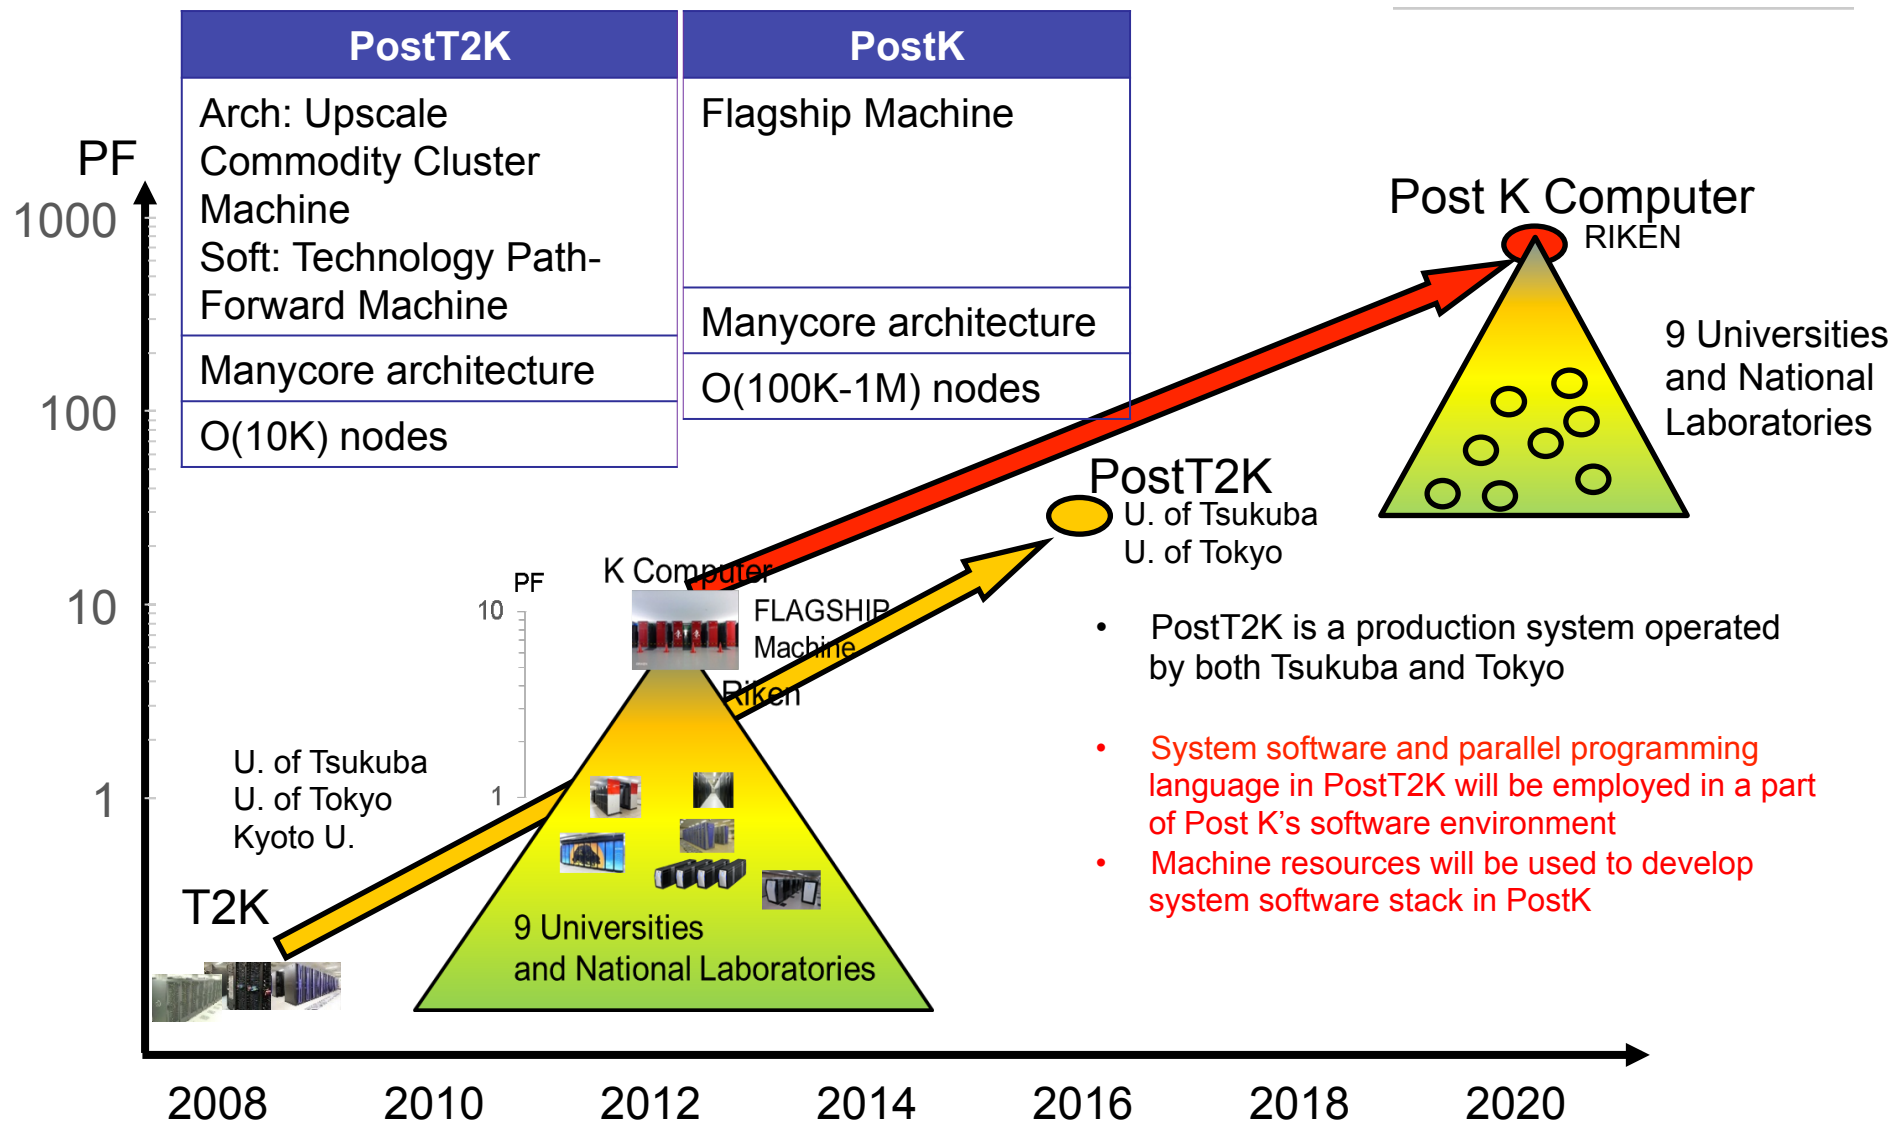 PostT2K
PostK
Arch: Upscale
Commodity Cluster
Machine
Soft: Technology Path-
Forward Machine
Flagship Machine
Manycore architecture
Manycore architecture
O(10K) nodes
O(100K-1M) nodes
PF
1000
100
10
1
Post K Computer
RIKEN
9 Universities
and National
Laboratories
PostT2K
U. of Tsukuba
U. of Tokyo
K Computer
PF
10
1
FLAGSHIP
Machine
Riken
U. of Tsukuba
U. of Tokyo
Kyoto U.
T2K
9 Universities
and National Laboratories
• PostT2K is a production system operated
by both Tsukuba and Tokyo
• System software and parallel programming
language in PostT2K will be employed in a part
of Post K’s software environment
• Machine resources will be used to develop
system software stack in PostK
2008 2010 2012 2014 2016 2018 2020